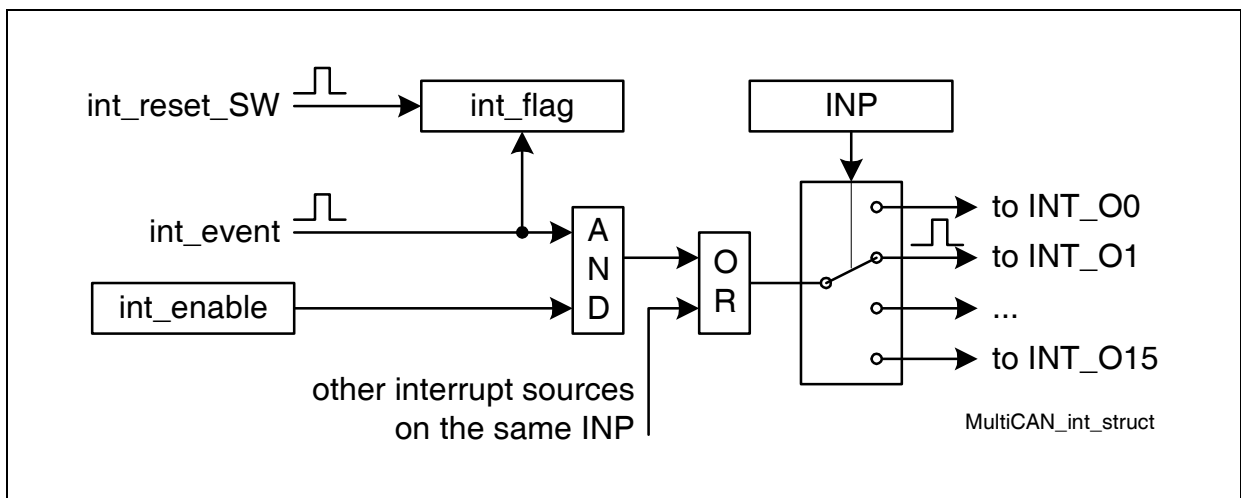 int_reset_SW
int_flag
INP
int_event
int_enable
A
N
D
O
R
to INT_O0
to INT_O1
...
to INT_O15
other interrupt sources
on the same INP
MultiCAN_int_struct